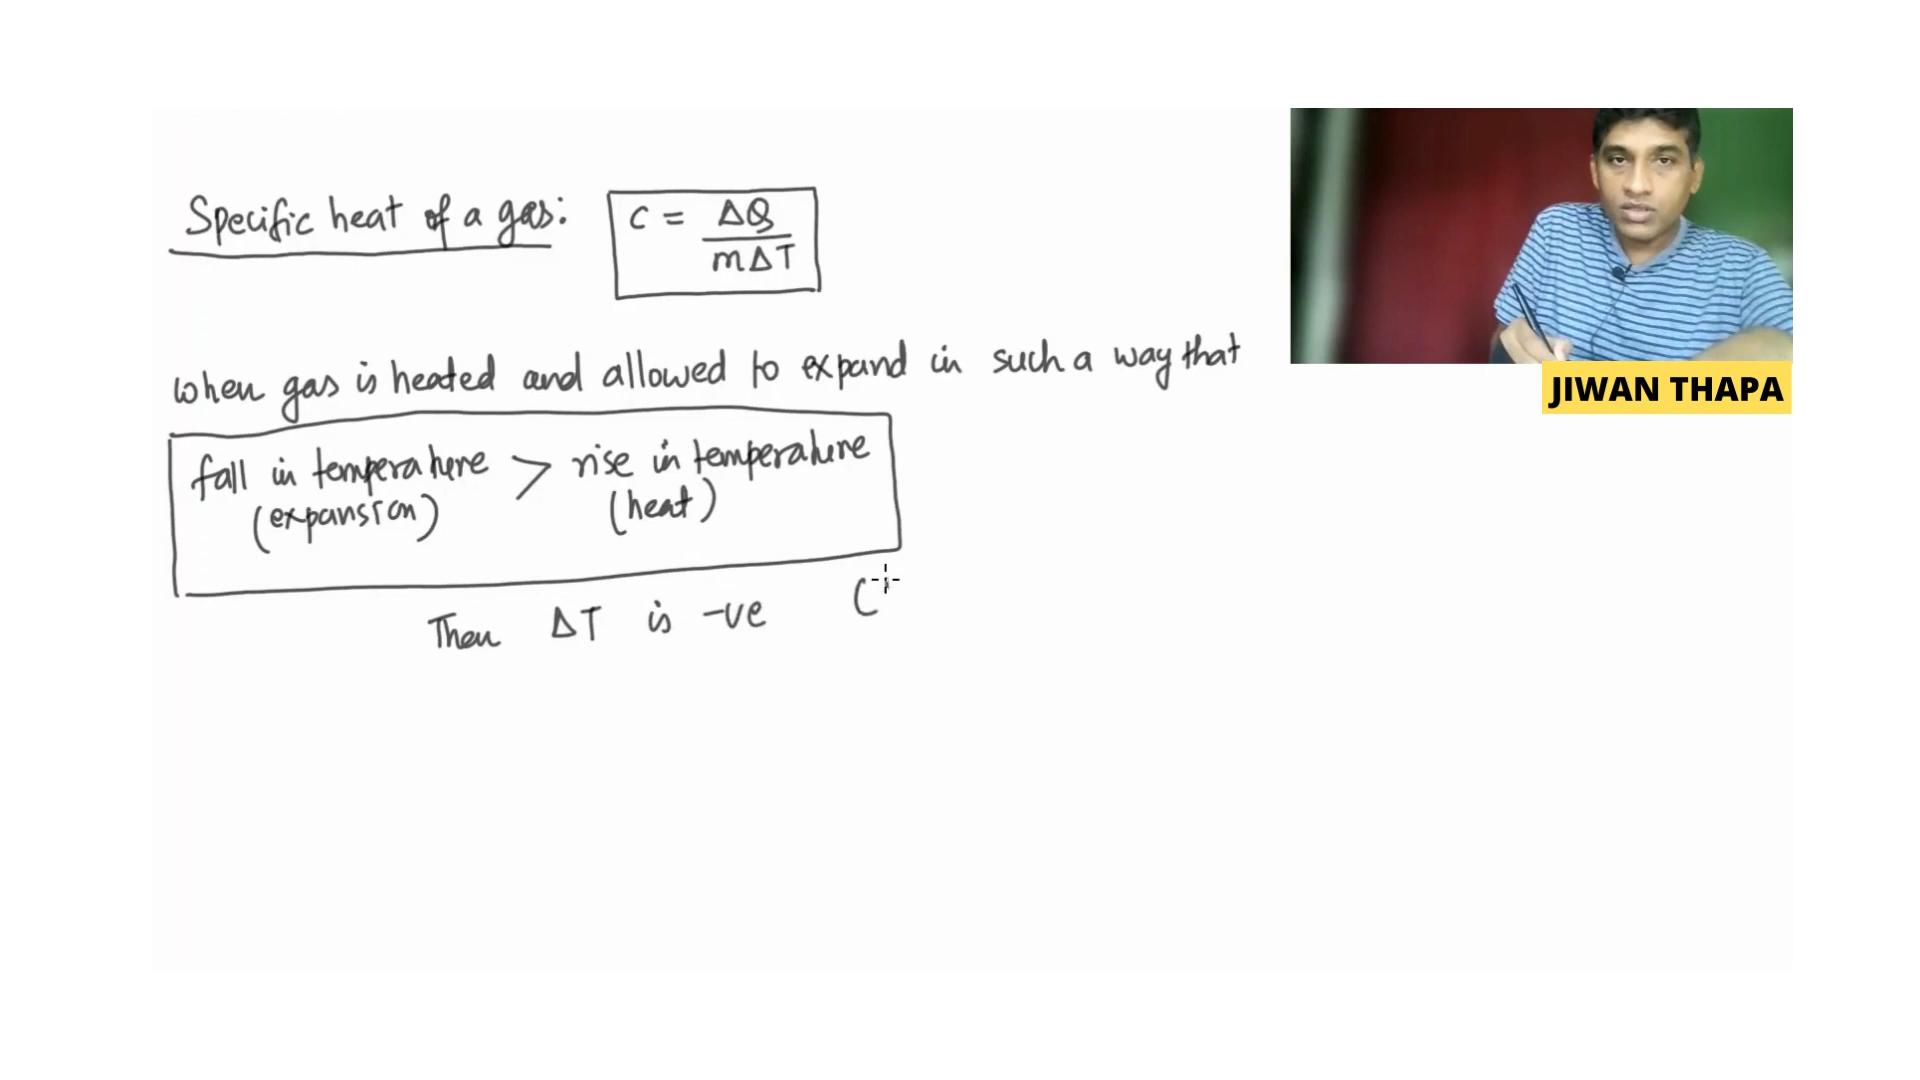 Specific heat of a gas: C = ΔQ / mΔT
when gas is heated and allowed to expand in such a way that
fall in temperature > rise in temperature
(expansion) (heat)
Then ΔT is -ve C
JIWAN THAPA